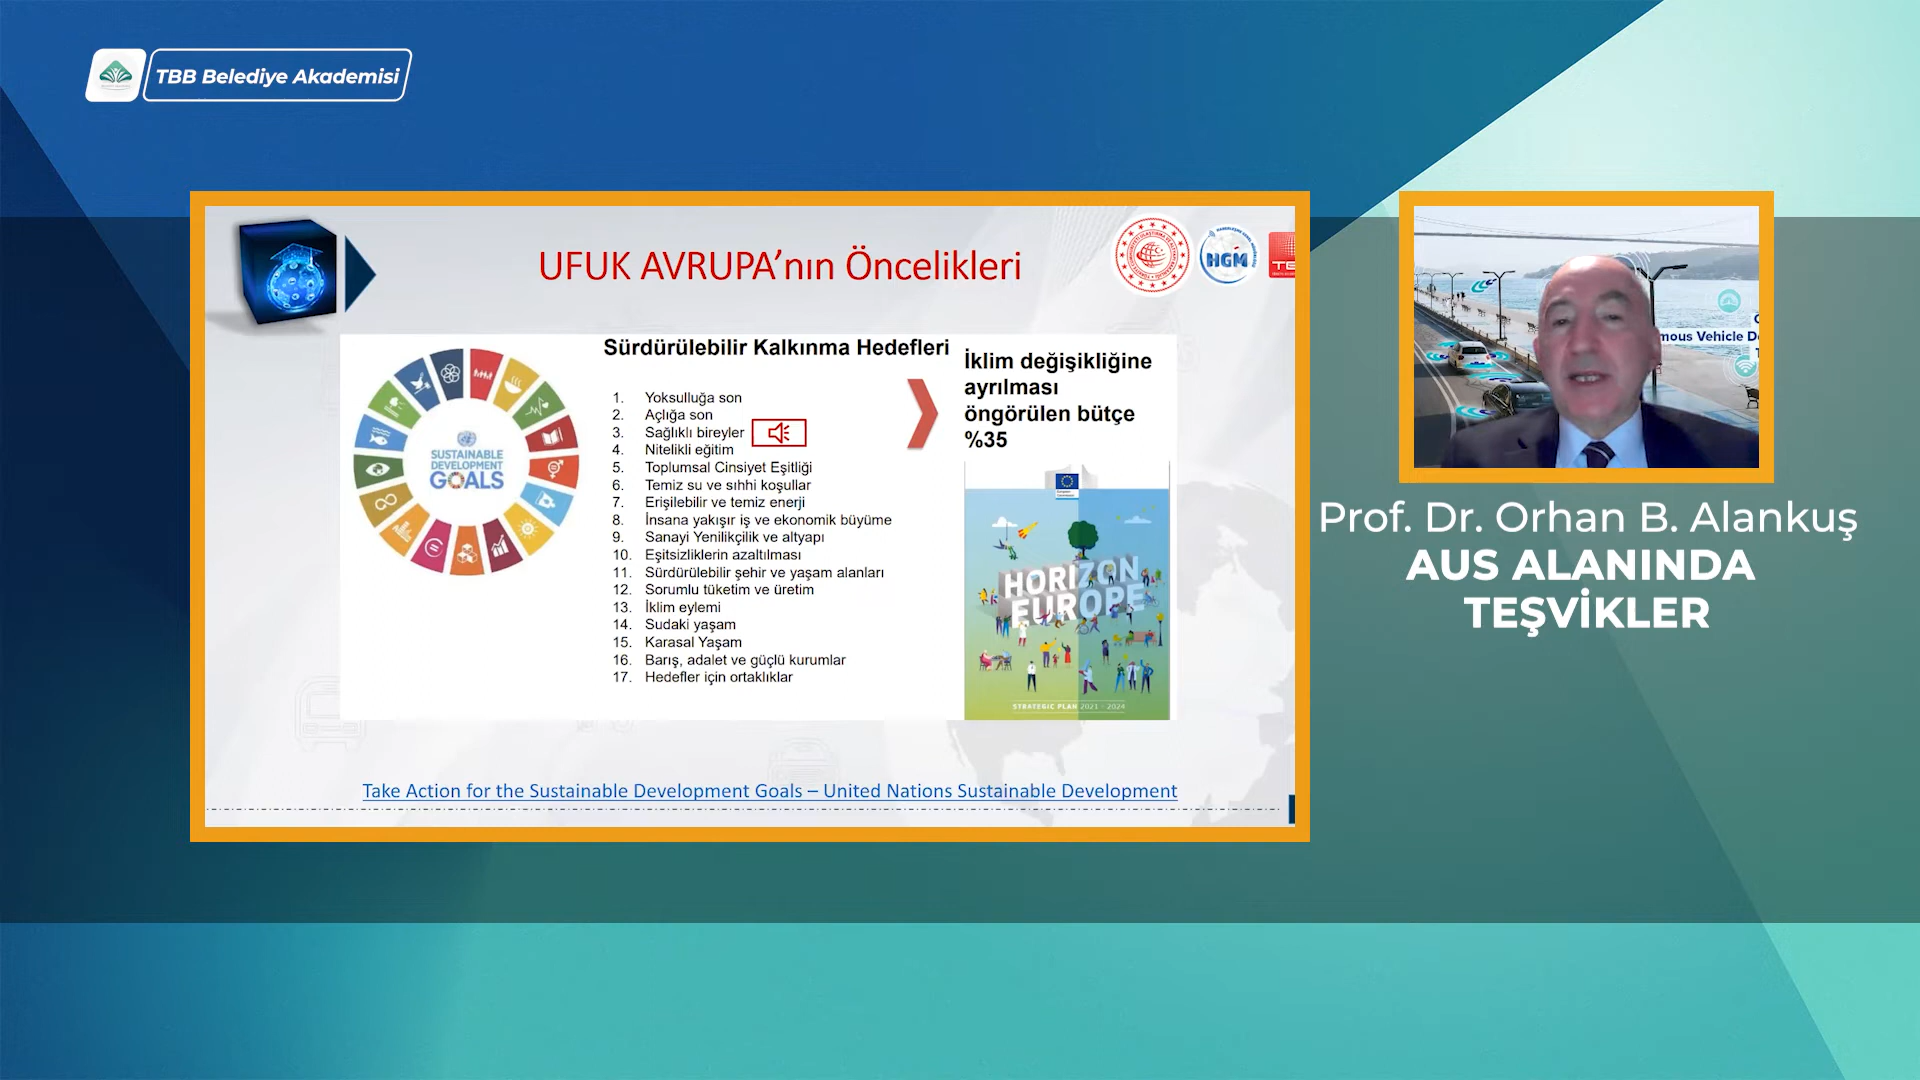 TBB Belediye Akademisi
UFUK AVRUPA’nın Öncelikleri
HGM
Sürdürülebilir Kalkınma Hedefleri
1. Yoksulluğa son
2. Açlığa son
3. Sağlıklı bireyler
4. Nitelikli eğitim
5. Toplumsal Cinsiyet Eşitliği
6. Temiz su ve sıhhi koşullar
7. Erişilebilir ve temiz enerji
8. İnsana yakışır iş ve ekonomik büyüme
9. Sanayi Yenilikçilik ve altyapı
10. Eşitsizliklerin azaltılması
11. Sürdürülebilir şehir ve yaşam alanları
12. Sorumlu tüketim ve üretim
13. İklim eylemi
14. Sudaki yaşam
15. Karasal Yaşam
16. Barış, adalet ve güçlü kurumlar
17. Hedefler için ortaklıklar
SUSTAINABLE
DEVELOPMENT
GOALS
İklim değişikliğine
ayrılması
öngörülen bütçe
%35
HORIZON
EUROPE
STRATEGIC PLAN 2021 - 2024
Take Action for the Sustainable Development Goals – United Nations Sustainable Development
mous Vehicle De
Prof. Dr. Orhan B. Alankuş
AUS ALANINDA
TEŞVİKLER